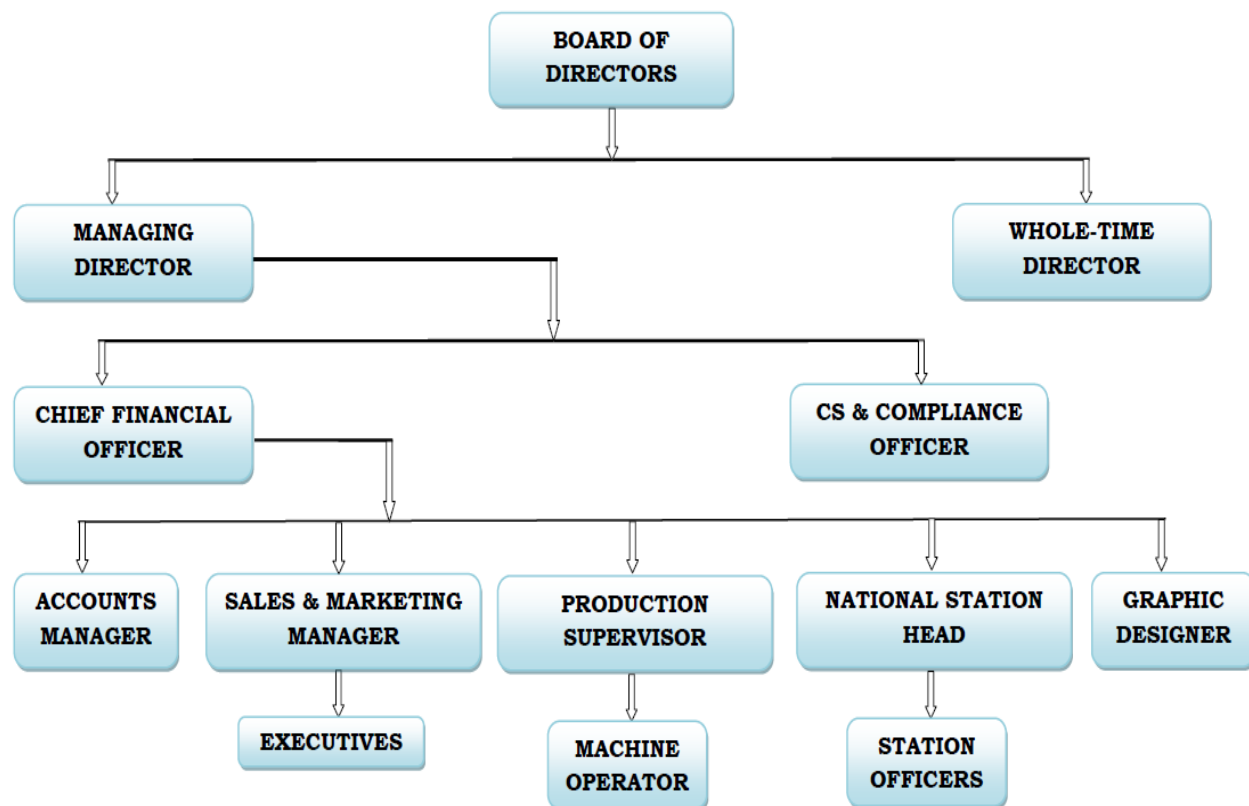 BOARD OF
DIRECTORS
MANAGING
DIRECTOR
WHOLE-TIME
DIRECTOR
CHIEF FINANCIAL
OFFICER
CS & COMPLIANCE
OFFICER
ACCOUNTS
MANAGER
SALES & MARKETING
MANAGER
PRODUCTION
SUPERVISOR
NATIONAL STATION
HEAD
GRAPHIC
DESIGNER
EXECUTIVES
MACHINE
OPERATOR
STATION
OFFICERS